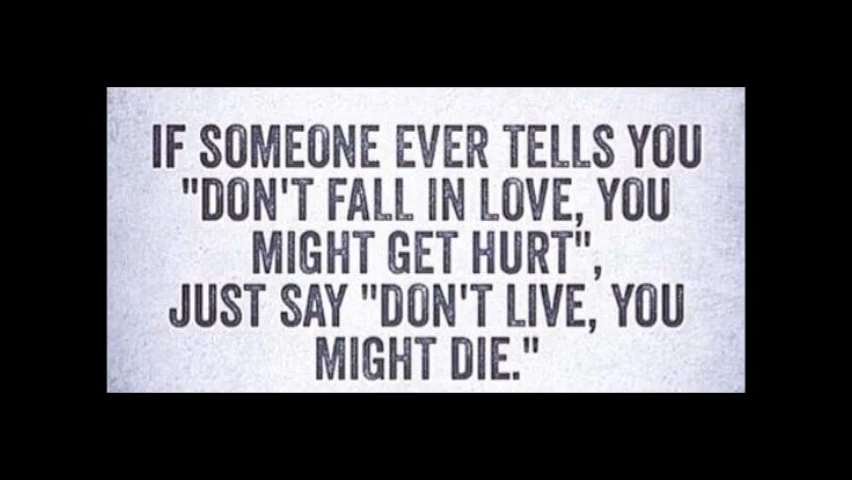 IF SOMEONE EVER TELLS YOU
"DON'T FALL IN LOVE, YOU
MIGHT GET HURT",
JUST SAY "DON'T LIVE, YOU
MIGHT DIE."